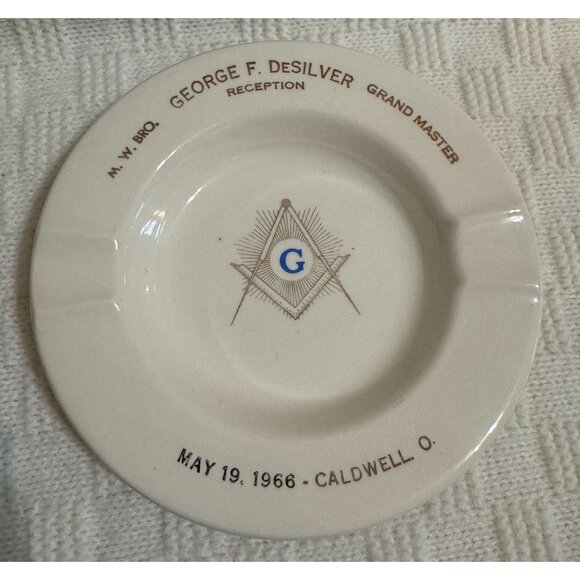 M. W. BRO. GEORGE F. DESILVER GRAND MASTER
RECEPTION
G
MAY 19, 1966 - CALDWELL, O.